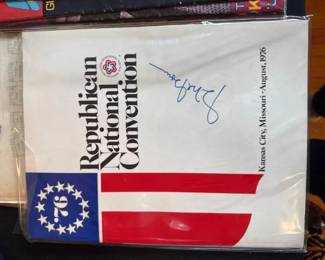 Republican
National
Convention
Kansas City, Missouri · August, 1976
'76